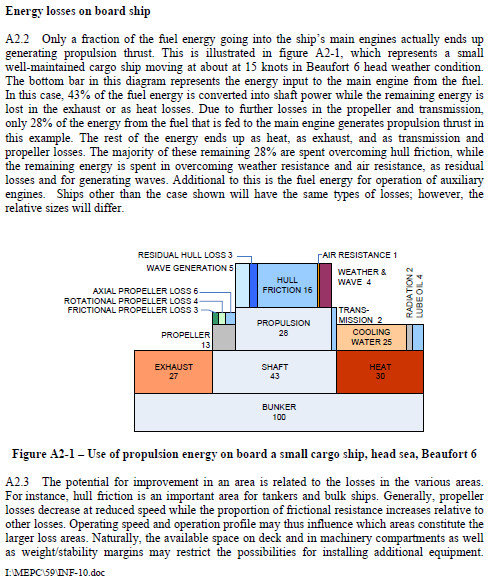 Energy losses on board ship
A2.2 Only a fraction of the fuel energy going into the ship's main engines actually ends up
generating propulsion thrust. This is illustrated in figure A2-1, which represents a small
well-maintained cargo ship moving at about at 15 knots in Beaufort 6 head weather condition.
The bottom bar in this diagram represents the energy input to the main engine from the fuel.
In this case, 43% of the fuel energy is converted into shaft power while the remaining energy is
lost in the exhaust or as heat losses. Due to further losses in the propeller and transmission,
only 28% of the energy from the fuel that is fed to the main engine generates propulsion thrust in
this example. The rest of the energy ends up as heat, as exhaust, and as transmission and
propeller losses. The majority of these remaining 28% are spent overcoming hull friction, while
the remaining energy is spent in overcoming weather resistance and air resistance, as residual
losses and for generating waves. Additional to this is the fuel energy for operation of auxiliary
engines. Ships other than the case shown will have the same types of losses; however, the
relative sizes will differ.
RESIDUAL HULL LOSS 3
WAVE GENERATION 5
AXIAL PROPELLER LOSS 6
ROTATIONAL PROPELLER LOSS 4
FRICTIONAL PROPELLER LOSS 3
PROPELLER
13
HULL
FRICTION 16
AIR RESISTANCE 1
WEATHER &
WAVE 4
RADIATION 2
LUBE OIL 4
PROPULSION
28
TRANS-
MISSION 2
COOLING
WATER 25
EXHAUST
27
SHAFT
43
HEAT
30
BUNKER
100
Figure A2-1 – Use of propulsion energy on board a small cargo ship, head sea, Beaufort 6
A2.3 The potential for improvement in an area is related to the losses in the various areas.
For instance, hull friction is an important area for tankers and bulk ships. Generally, propeller
losses decrease at reduced speed while the proportion of frictional resistance increases relative to
other losses. Operating speed and operation profile may thus influence which areas constitute the
larger loss areas. Naturally, the available space on deck and in machinery compartments as well
as weight/stability margins may restrict the possibilities for installing additional equipment.
I:\MEPC\59\INF-10.doc